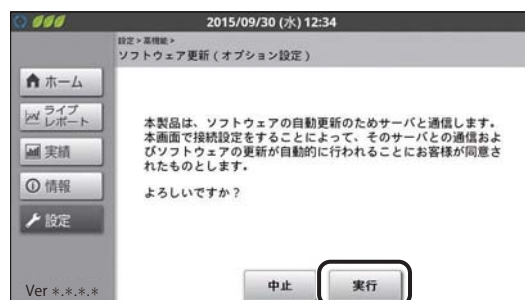 2015/09/30 (水) 12:34
設定 > 高機能 >
ソフトウェア更新 ( オプション設定 )
ホーム
ライブ
レポート
実績
情報
設定
本製品は、ソフトウェアの自動更新のためサーバと通信します。
本画面で接続設定をすることによって、そのサーバとの通信およ
びソフトウェアの更新が自動的に行われることにお客様が同意さ
れたものとします。
よろしいですか？
中止
実行
Ver *.*.*.*